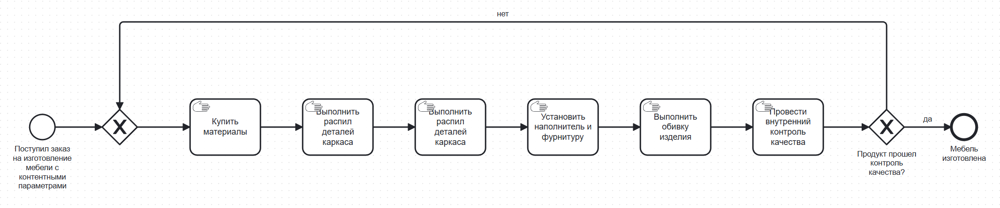 нет
Поступил заказ
на изготовление
мебели с
контентными
параметрами
Купить
материалы
Выполнить
распил
деталей
каркаса
Выполнить
распил
деталей
каркаса
Установить
наполнитель и
фурнитуру
Выполнить
обивку
изделия
Провести
внутренний
контроль
качества
Продукт прошел
контроль
качества?
да
Мебель
изготовлена